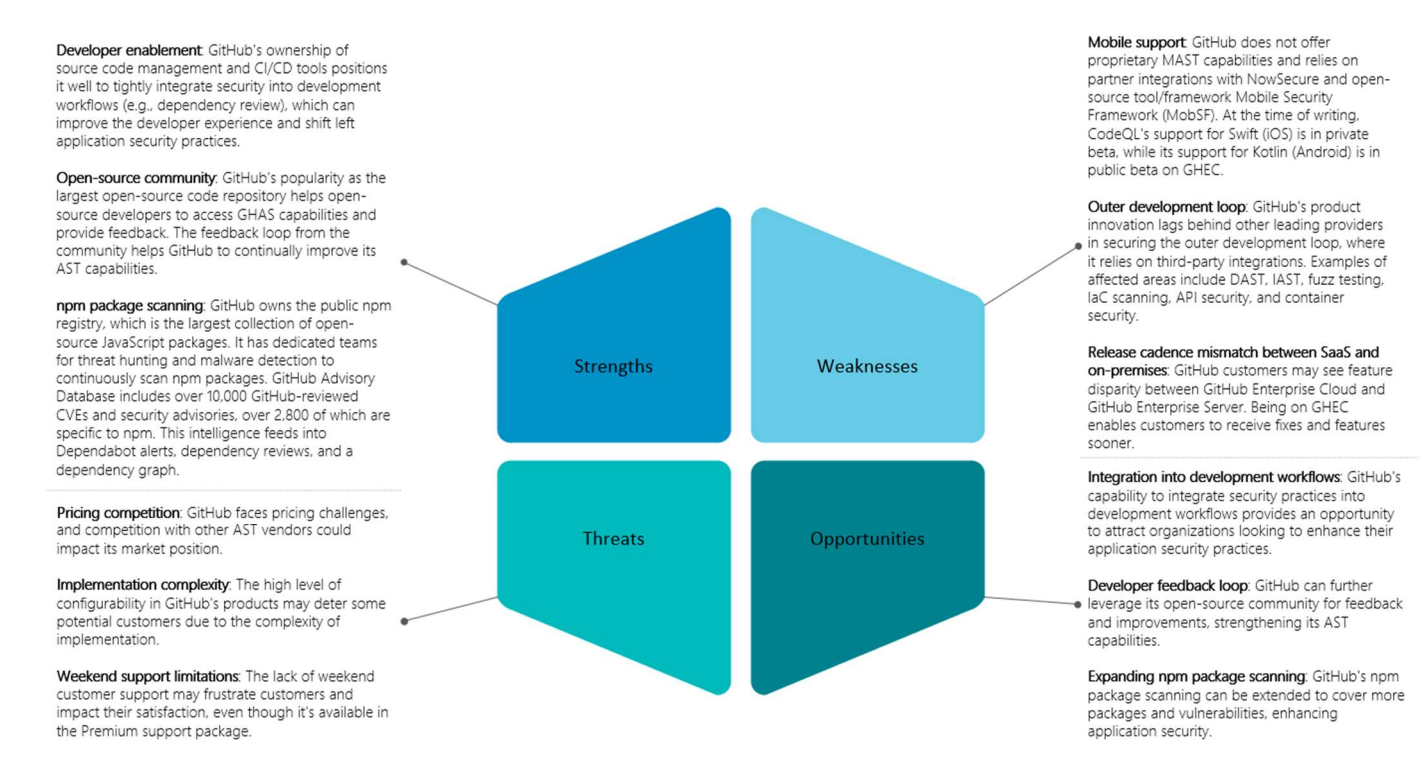 Developer enablement: GitHub's ownership of
source code management and CI/CD tools positions
it well to tightly integrate security into development
workflows (e.g., dependency review), which can
improve the developer experience and shift left
application security practices.
Open-source community: GitHub's popularity as the
largest open-source code repository helps open-
source developers to access GHAS capabilities and
provide feedback. The feedback loop from the
community helps GitHub to continually improve its
AST capabilities.
npm package scanning: GitHub owns the public npm
registry, which is the largest collection of open-
source JavaScript packages. It has dedicated teams
for threat hunting and malware detection to
continuously scan npm packages. GitHub Advisory
Database includes over 10,000 GitHub-reviewed
CVEs and security advisories, over 2,800 of which are
specific to npm. This intelligence feeds into
Dependabot alerts, dependency reviews, and a
dependency graph.
Pricing competition: GitHub faces pricing challenges,
and competition with other AST vendors could
impact its market position.
Implementation complexity: The high level of
configurability in GitHub's products may deter some
potential customers due to the complexity of
implementation.
Weekend support limitations: The lack of weekend
customer support may frustrate customers and
impact their satisfaction, even though it's available in
the Premium support package.
Strengths
Weaknesses
Threats
Opportunities
Mobile support: GitHub does not offer
proprietary MAST capabilities and relies on
partner integrations with NowSecure and open-
source tool/framework Mobile Security
Framework (MobSF). At the time of writing,
CodeQL's support for Swift (iOS) is in private
beta, while its support for Kotlin (Android) is in
public beta on GHEC.
Outer development loop: GitHub's product
innovation lags behind other leading providers
in securing the outer development loop, where
it relies on third-party integrations. Examples of
affected areas include DAST, IAST, fuzz testing,
IaC scanning, API security, and container
security.
Release cadence mismatch between SaaS and
on-premises: GitHub customers may see feature
disparity between GitHub Enterprise Cloud and
GitHub Enterprise Server. Being on GHEC
enables customers to receive fixes and features
sooner.
Integration into development workflows: GitHub's
capability to integrate security practices into
development workflows provides an opportunity
to attract organizations looking to enhance their
application security practices.
Developer feedback loop: GitHub can further
leverage its open-source community for feedback
and improvements, strengthening its AST
capabilities.
Expanding npm package scanning: GitHub's npm
package scanning can be extended to cover more
packages and vulnerabilities, enhancing
application security.